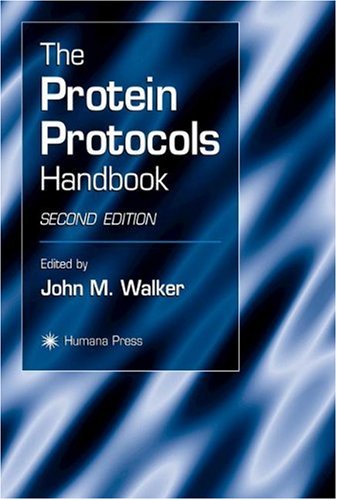 The
Protein
Protocols
Handbook
SECOND EDITION
Edited by
John M. Walker
Humana Press